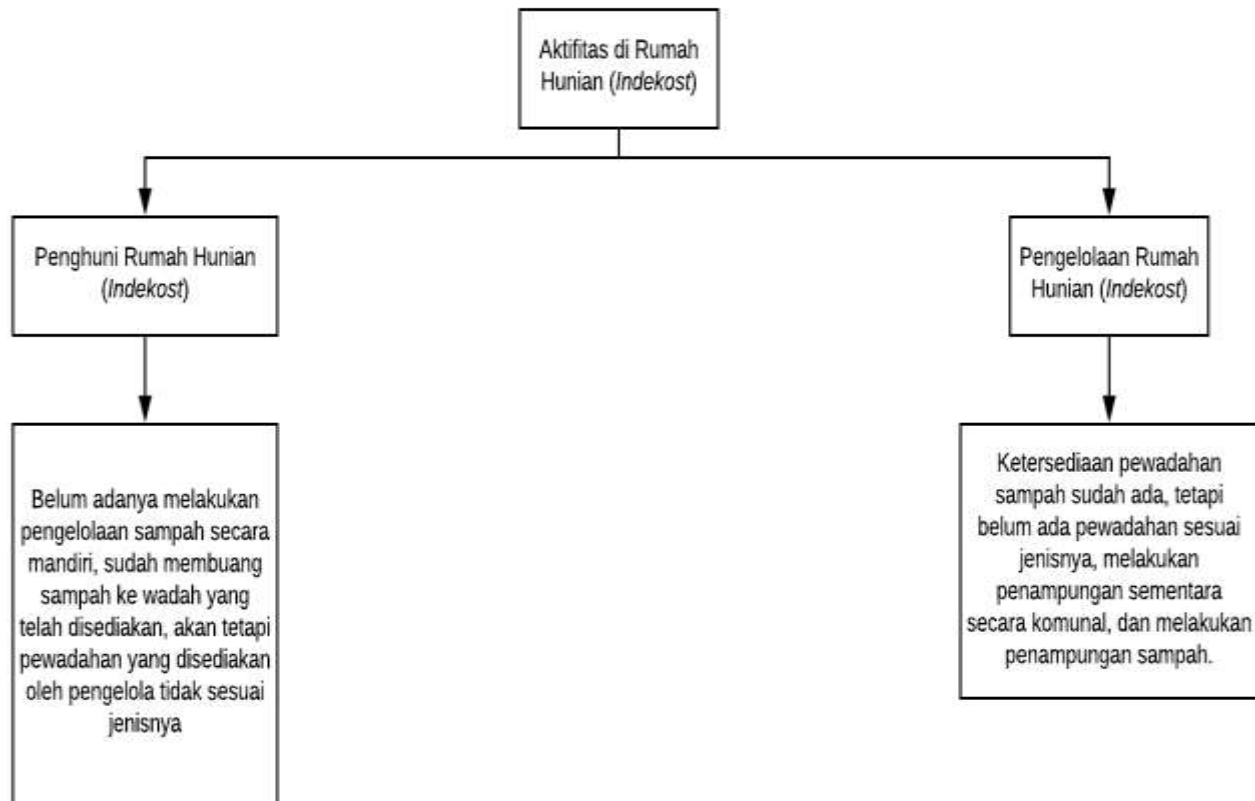 Aktifitas di Rumah
Hunian (Indekost)
Penghuni Rumah Hunian
(Indekost)
Pengelolaan Rumah
Hunian (Indekost)
Belum adanya melakukan
pengelolaan sampah secara
mandiri, sudah membuang
sampah ke wadah yang
telah disediakan, akan tetapi
pewadahan yang disediakan
oleh pengelola tidak sesuai
jenisnya
Ketersediaan pewadahan
sampah sudah ada, tetapi
belum ada pewadahan sesuai
jenisnya, melakukan
penampungan sementara
secara komunal, dan melakukan
penampungan sampah.